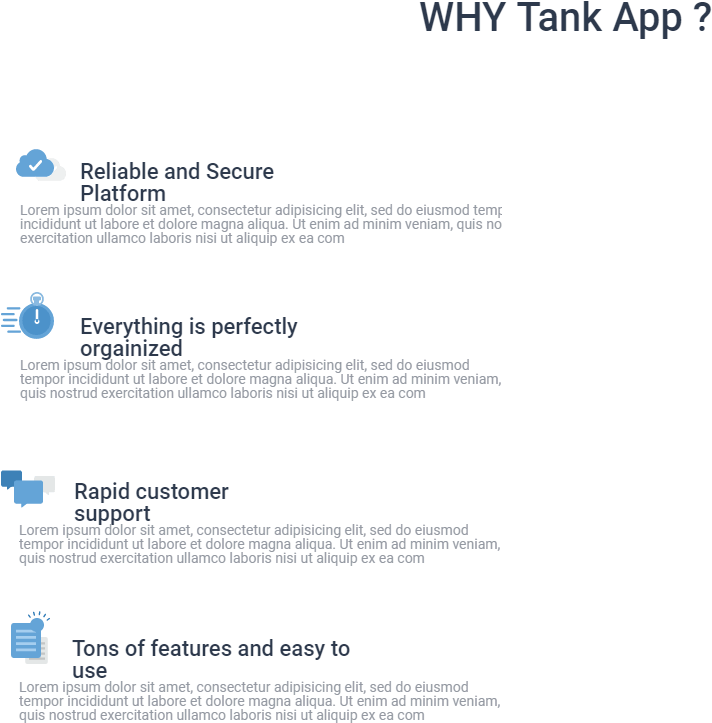 WHY Tank App ?
Reliable and Secure
Platform
Lorem ipsum dolor sit amet, consectetur adipisicing elit, sed do eiusmod temp
incididunt ut labore et dolore magna aliqua. Ut enim ad minim veniam, quis no
exercitation ullamco laboris nisi ut aliquip ex ea com
Everything is perfectly
orgainized
Lorem ipsum dolor sit amet, consectetur adipisicing elit, sed do eiusmod
tempor incididunt ut labore et dolore magna aliqua. Ut enim ad minim veniam,
quis nostrud exercitation ullamco laboris nisi ut aliquip ex ea com
Rapid customer
support
Lorem ipsum dolor sit amet, consectetur adipisicing elit, sed do eiusmod
tempor incididunt ut labore et dolore magna aliqua. Ut enim ad minim veniam,
quis nostrud exercitation ullamco laboris nisi ut aliquip ex ea com
Tons of features and easy to
use
Lorem ipsum dolor sit amet, consectetur adipisicing elit, sed do eiusmod
tempor incididunt ut labore et dolore magna aliqua. Ut enim ad minim veniam,
quis nostrud exercitation ullamco laboris nisi ut aliquip ex ea com